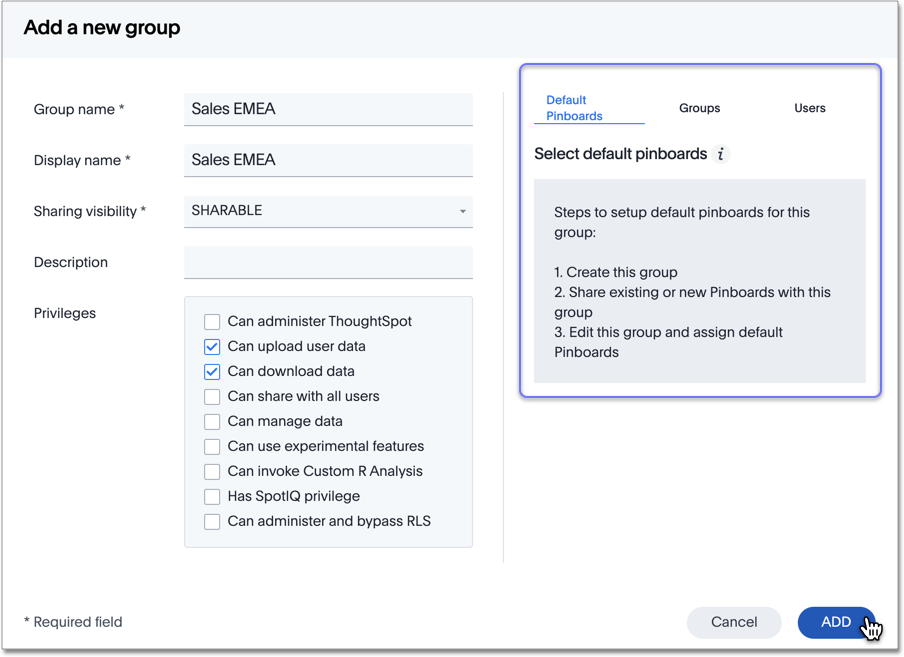 Add a new group
Group name *
Sales EMEA
Display name *
Sales EMEA
Sharing visibility *
SHARABLE
Description
Privileges
Can administer ThoughtSpot
Can upload user data
Can download data
Can share with all users
Can manage data
Can use experimental features
Can invoke Custom R Analysis
Has SpotIQ privilege
Can administer and bypass RLS
Default
Pinboards
Groups
Users
Select default pinboards i
Steps to setup default pinboards for this
group:
1. Create this group
2. Share existing or new Pinboards with this
group
3. Edit this group and assign default
Pinboards
* Required field
Cancel
ADD